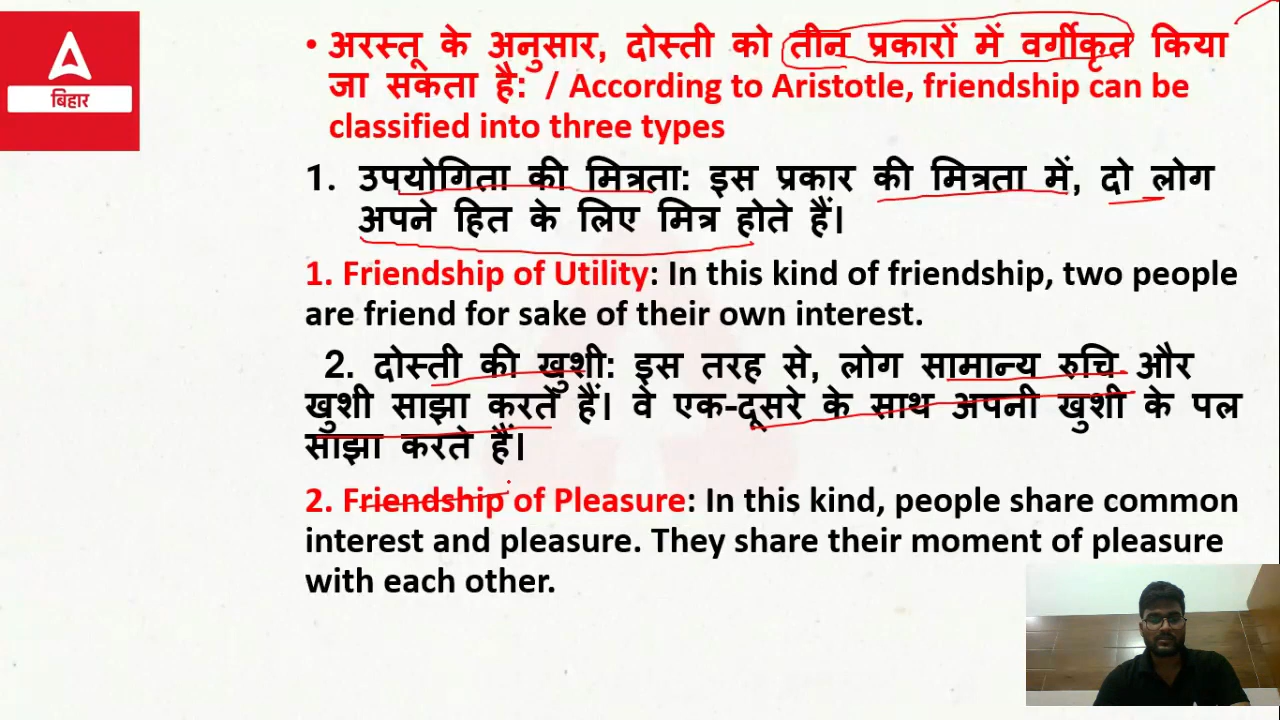 बिहार
• अरस्तू के अनुसार, दोस्ती को तीन प्रकारों में वर्गीकृत किया
जा सकता है: / According to Aristotle, friendship can be
classified into three types
1. उपयोगिता की मित्रता: इस प्रकार की मित्रता में, दो लोग
अपने हित के लिए मित्र होते हैं।
1. Friendship of Utility: In this kind of friendship, two people
are friend for sake of their own interest.
2. दोस्ती की खुशी: इस तरह से, लोग सामान्य रुचि और
खुशी साझा करते हैं। वे एक-दूसरे के साथ अपनी खुशी के पल
साझा करते हैं।
2. Friendship of Pleasure: In this kind, people share common
interest and pleasure. They share their moment of pleasure
with each other.